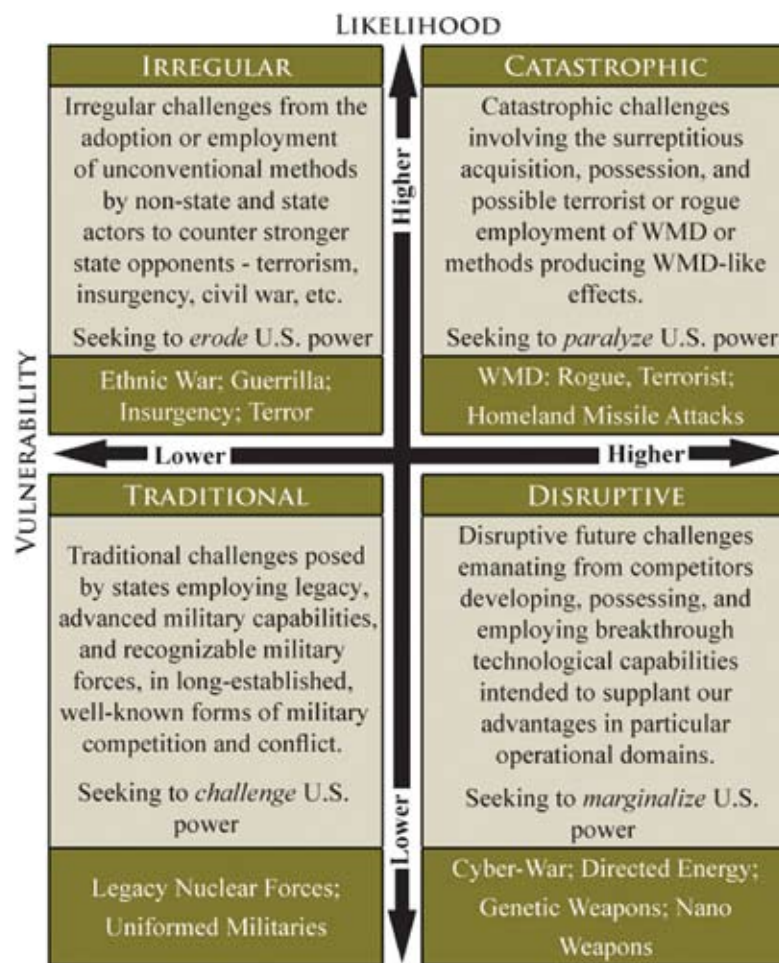 LIKELIHOOD
IRREGULAR
Irregular challenges from the
adoption or employment
of unconventional methods
by non-state and state
actors to counter stronger
state opponents - terrorism,
insurgency, civil war, etc.
Seeking to erode U.S. power
Ethnic War; Guerrilla;
Insurgency; Terror
Higher
CATASTROPHIC
Catastrophic challenges
involving the surreptitious
acquisition, possession, and
possible terrorist or rogue
employment of WMD or
methods producing WMD-like
effects.
Seeking to paralyze U.S. power
WMD: Rogue, Terrorist;
Homeland Missile Attacks
VULNERABILITY
Lower
Higher
TRADITIONAL
Traditional challenges posed
by states employing legacy,
advanced military capabilities,
and recognizable military
forces, in long-established,
well-known forms of military
competition and conflict.
Seeking to challenge U.S.
power
Legacy Nuclear Forces;
Uniformed Militaries
Lower
DISRUPTIVE
Disruptive future challenges
emanating from competitors
developing, possessing, and
employing breakthrough
technological capabilities
intended to supplant our
advantages in particular
operational domains.
Seeking to marginalize U.S.
power
Cyber-War; Directed Energy;
Genetic Weapons; Nano
Weapons